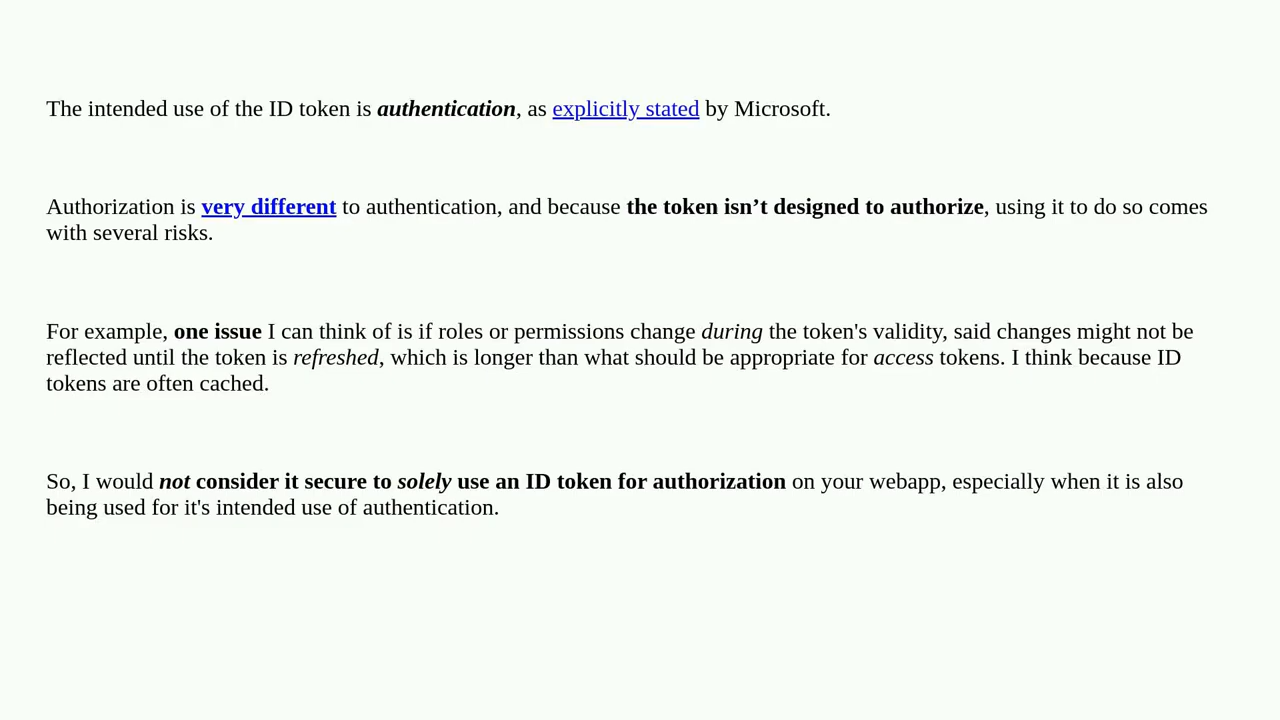 The intended use of the ID token is authentication, as explicitly stated by Microsoft.
Authorization is very different to authentication, and because the token isn’t designed to authorize, using it to do so comes
with several risks.
For example, one issue I can think of is if roles or permissions change during the token's validity, said changes might not be
reflected until the token is refreshed, which is longer than what should be appropriate for access tokens. I think because ID
tokens are often cached.
So, I would not consider it secure to solely use an ID token for authorization on your webapp, especially when it is also
being used for it's intended use of authentication.